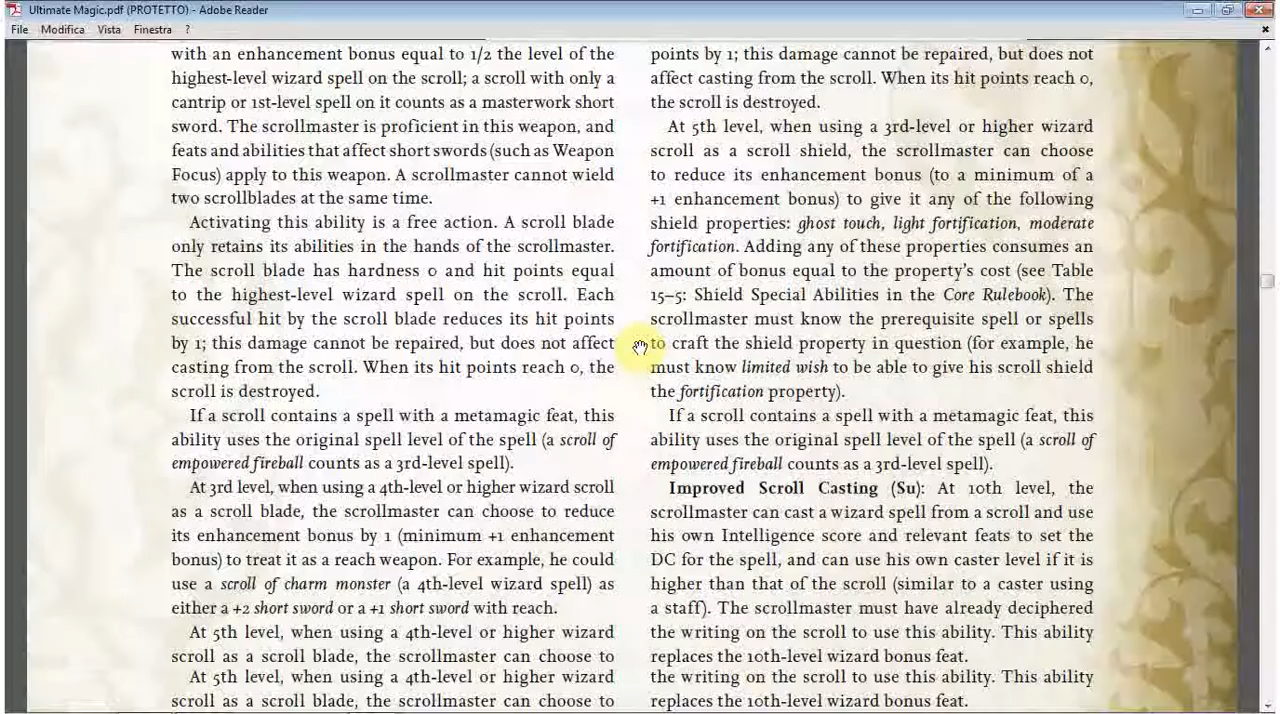 Ultimate Magic.pdf (PROTETTO) - Adobe Reader
File Modifica Vista Finestra ?
with an enhancement bonus equal to 1/2 the level of the
highest-level wizard spell on the scroll; a scroll with only a
cantrip or 1st-level spell on it counts as a masterwork short
sword. The scrollmaster is proficient in this weapon, and
feats and abilities that affect short swords (such as Weapon
Focus) apply to this weapon. A scrollmaster cannot wield
two scrollblades at the same time.
Activating this ability is a free action. A scroll blade
only retains its abilities in the hands of the scrollmaster.
The scroll blade has hardness 0 and hit points equal
to the highest-level wizard spell on the scroll. Each
successful hit by the scroll blade reduces its hit points
by 1; this damage cannot be repaired, but does not affect
casting from the scroll. When its hit points reach 0, the
scroll is destroyed.
If a scroll contains a spell with a metamagic feat, this
ability uses the original spell level of the spell (a scroll of
empowered fireball counts as a 3rd-level spell).
At 3rd level, when using a 4th-level or higher wizard scroll
as a scroll blade, the scrollmaster can choose to reduce
its enhancement bonus by 1 (minimum +1 enhancement
bonus) to treat it as a reach weapon. For example, he could
use a scroll of charm monster (a 4th-level wizard spell) as
either a +2 short sword or a +1 short sword with reach.
At 5th level, when using a 4th-level or higher wizard
scroll as a scroll blade, the scrollmaster can choose to
At 5th level, when using a 4th-level or higher wizard
scroll as a scroll blade, the scrollmaster can choose to
points by 1; this damage cannot be repaired, but does not
affect casting from the scroll. When its hit points reach 0,
the scroll is destroyed.
At 5th level, when using a 3rd-level or higher wizard
scroll as a scroll shield, the scrollmaster can choose
to reduce its enhancement bonus (to a minimum of a
+1 enhancement bonus) to give it any of the following
shield properties: ghost touch, light fortification, moderate
fortification. Adding any of these properties consumes an
amount of bonus equal to the property's cost (see Table
15–5: Shield Special Abilities in the Core Rulebook). The
scrollmaster must know the prerequisite spell or spells
to craft the shield property in question (for example, he
must know limited wish to be able to give his scroll shield
the fortification property).
If a scroll contains a spell with a metamagic feat, this
ability uses the original spell level of the spell (a scroll of
empowered fireball counts as a 3rd-level spell).
Improved Scroll Casting (Su): At 10th level, the
scrollmaster can cast a wizard spell from a scroll and use
his own Intelligence score and relevant feats to set the
DC for the spell, and can use his own caster level if it is
higher than that of the scroll (similar to a caster using
a staff). The scrollmaster must have already deciphered
the writing on the scroll to use this ability. This ability
replaces the 10th-level wizard bonus feat.
the writing on the scroll to use this ability. This ability
replaces the 10th-level wizard bonus feat.